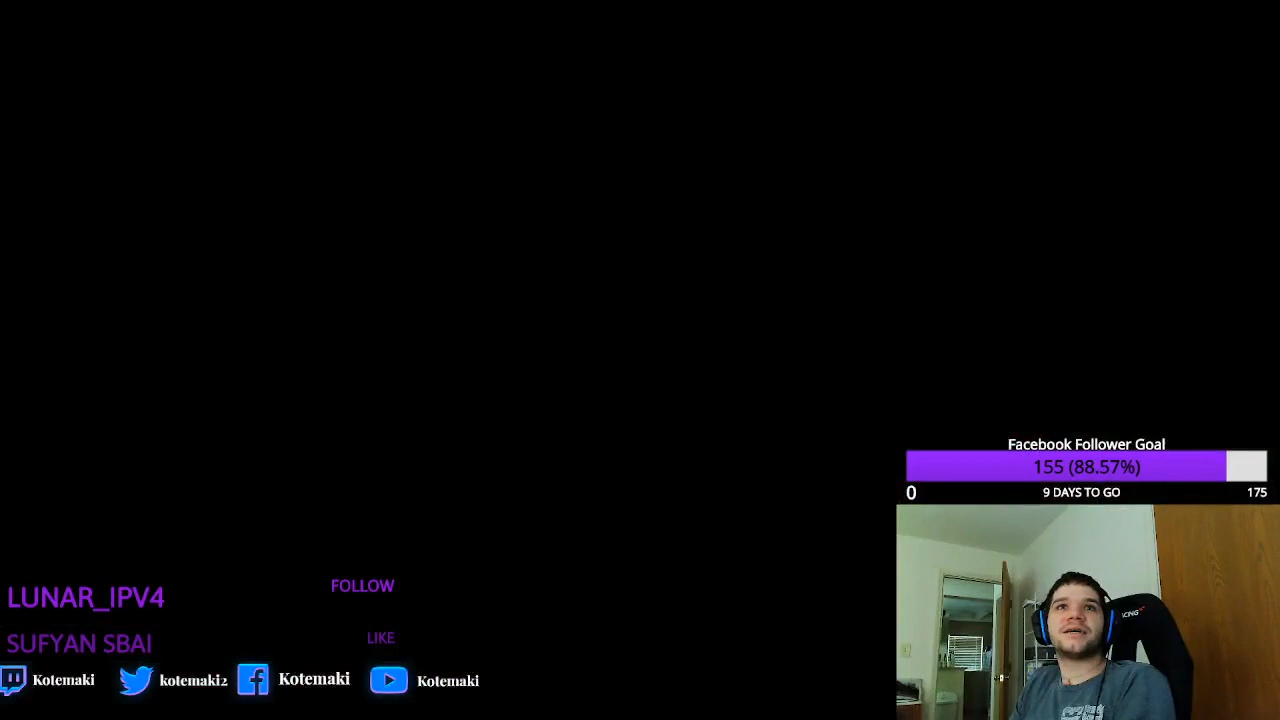 Facebook Follower Goal
155 (88.57%)
0 9 DAYS TO GO 175
LUNAR_IPV4 FOLLOW
SUFYAN SBAI LIKE
Kotemaki kotemaki2 Kotemaki Kotemaki